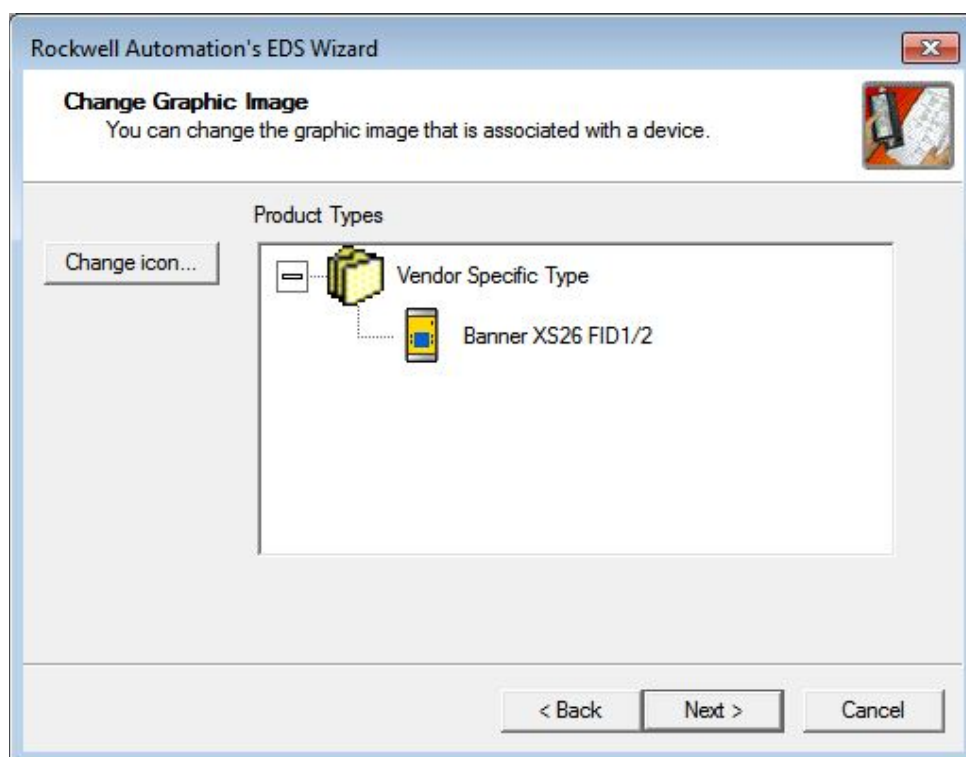 Rockwell Automation's EDS Wizard
Change Graphic Image
You can change the graphic image that is associated with a device.
Product Types
Change icon...
Vendor Specific Type
Banner XS26 FID1/2
< Back
Next >
Cancel